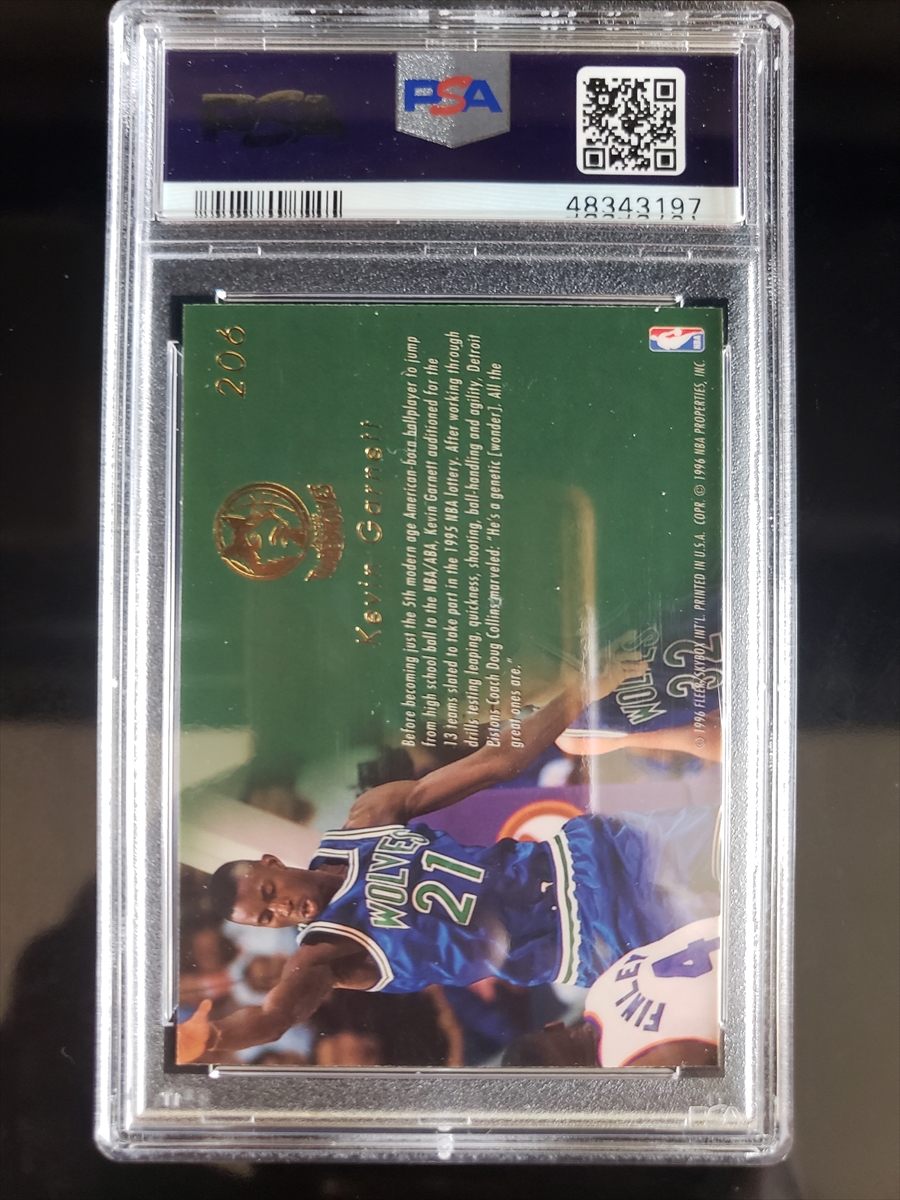 PSA
PSA
48343197
206
Kevin Garnett
Before becoming just the 5th modern age American-born ballplayer to jump
from high school ball to the NBA/ABA, Kevin Garnett auditioned for the
13 teams slated to take part in the 1995 NBA lottery. After working through
drills testing leaping, quickness, shooting, ball-handling and agility, Detroit
Pistons Coach Doug Collins marveled: "He's a genetic [wonder]. All the
great ones are."
NBA
© 1996 FLEER/SKYBOX INT'L. PRINTED IN U.S.A. COPR. © 1996 NBA PROPERTIES, INC.
WOLVES
32
WOLVES
21
FINLEY
4
PSA